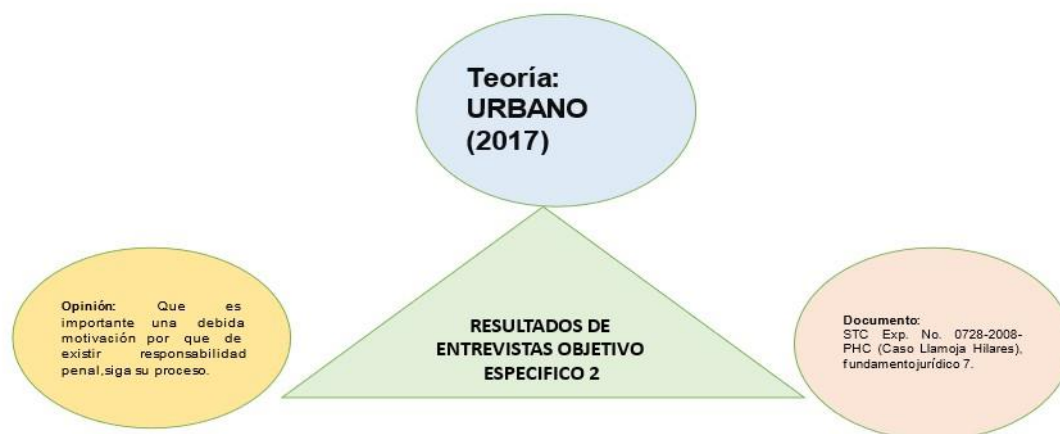 Teoría:
URBANO
(2017)
Opinión: Que es
importante una debida
motivación por que de
existir responsabilidad
penal,siga su proceso.
RESULTADOS DE
ENTREVISTAS OBJETIVO
ESPECIFICO 2
Documento:
STC Exp. No. 0728-2008-
PHC (Caso Llamoja Hilares),
fundamentojurídico 7.